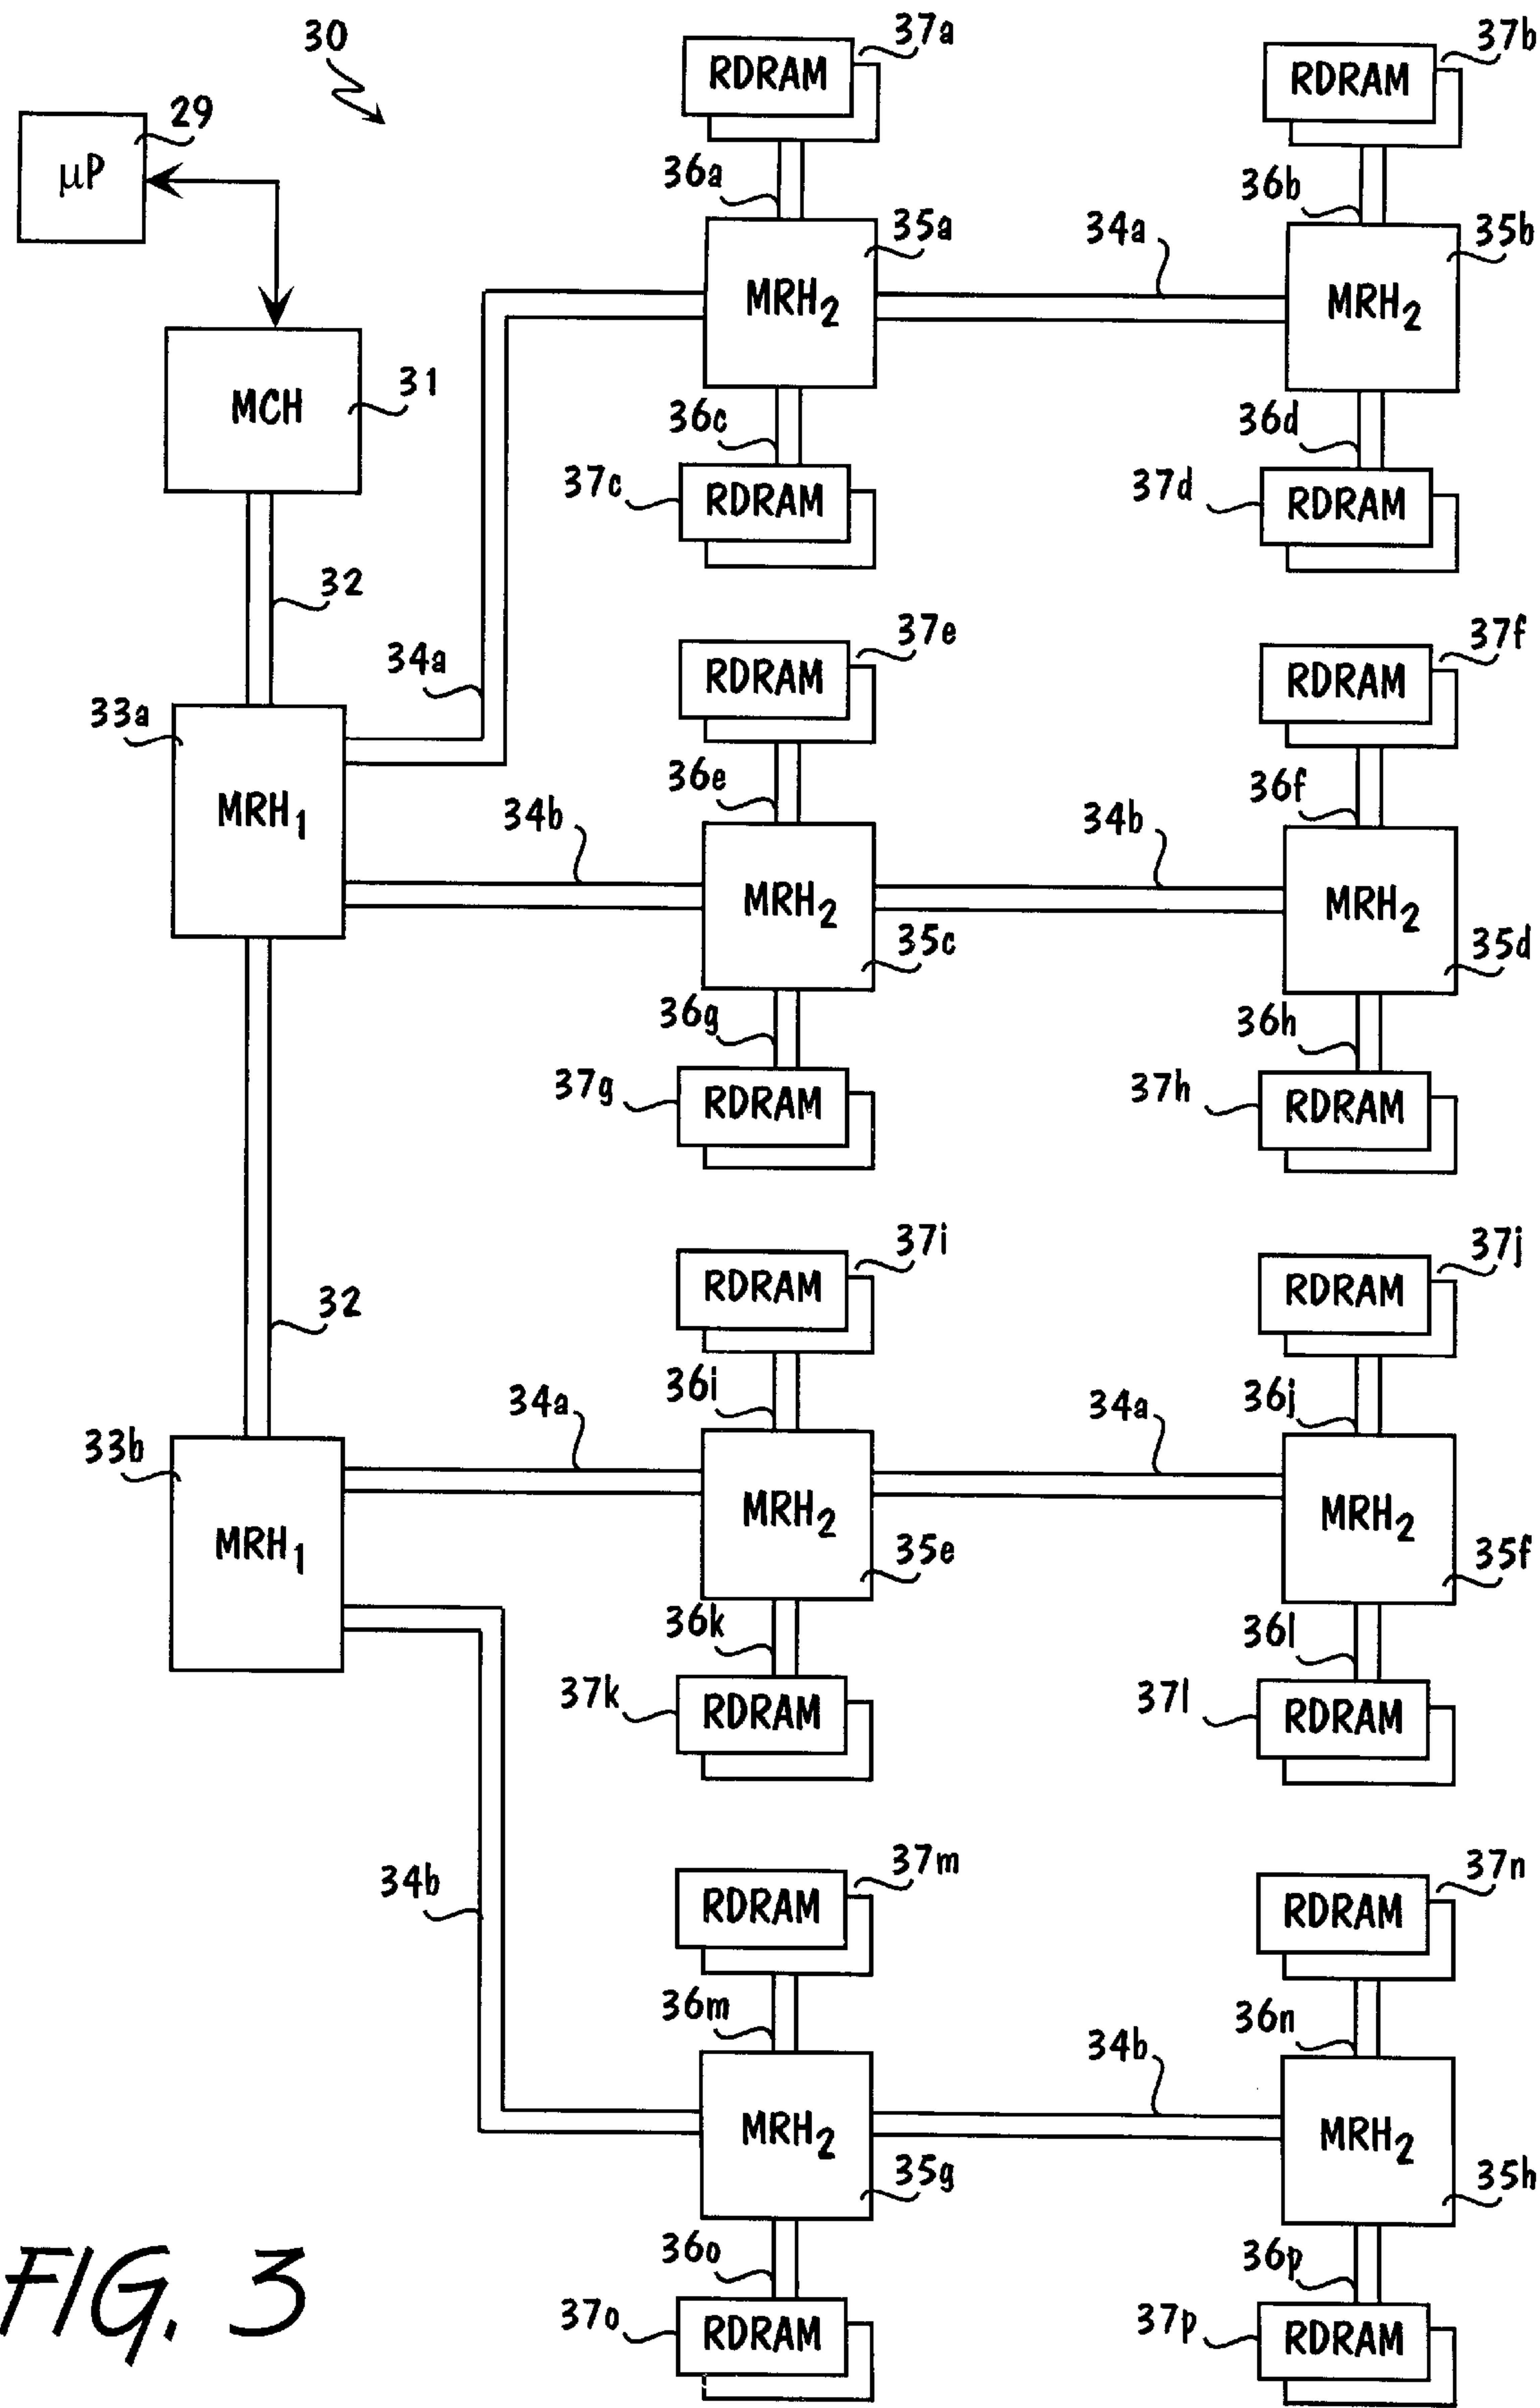 30
37a
37b
RDRAM
RDRAM
29
µP
36a
36b
35a
34a
35b
MRH2
MRH2
MCH
31
36c
36d
37c
RDRAM
37d
RDRAM
32
34a
37e
37f
RDRAM
RDRAM
33a
36e
36f
MRH1
34b
34b
MRH2
MRH2
35c
35d
36g
36h
37g
RDRAM
37h
RDRAM
37i
37j
RDRAM
RDRAM
32
36i
36j
34a
34a
33b
MRH1
MRH2
MRH2
35e
35f
36k
36l
37k
RDRAM
37l
RDRAM
34b
37m
37n
RDRAM
RDRAM
36m
36n
34b
MRH2
MRH2
35g
35h
36o
36p
37o
RDRAM
37p
RDRAM
FIG. 3